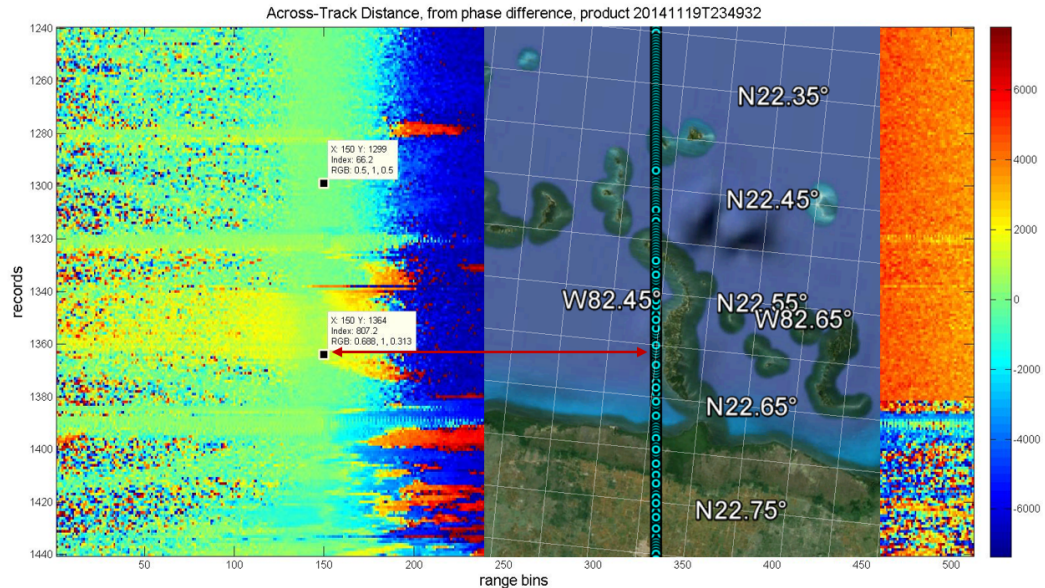 Across-Track Distance, from phase difference, product 20141119T234932
1240
1260
1280
1300
1320
1340
1360
1380
1400
1420
1440
records
X: 150 Y: 1299
Index: 66.2
RGB: 0.5, 1, 0.5
X: 150 Y: 1364
Index: 807.2
RGB: 0.688, 1, 0.313
N22.35°
N22.45°
W82.45°
N22.55°
W82.65°
N22.65°
N22.75°
50
100
150
200
250
300
350
400
450
500
range bins
6000
4000
2000
0
-2000
-4000
-6000